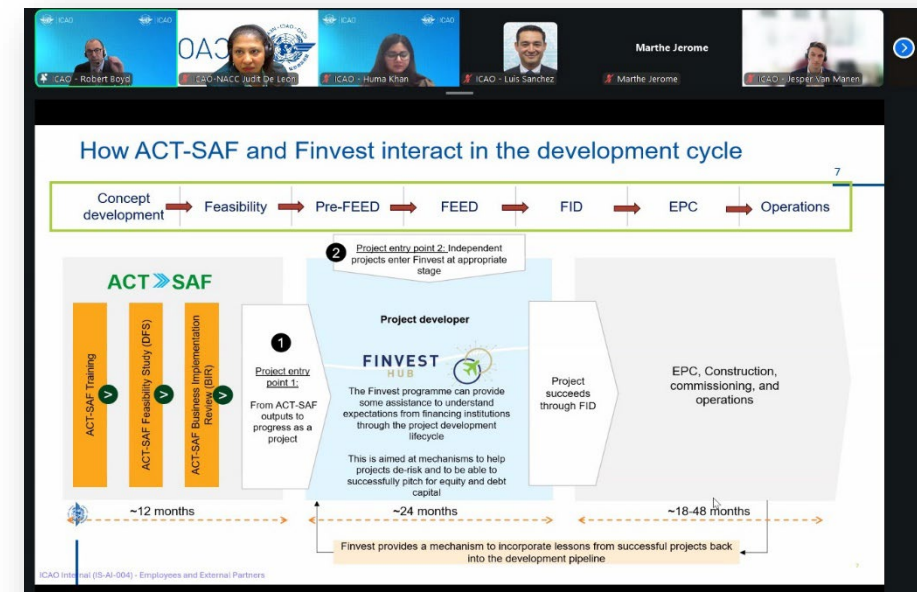 ICAO
ICAO
ICAO
ICAO
ICAO
ICAO - Robert Boyd
ICAO-NACC Judit De Leon
ICAO - Huma Khan
ICAO - Luis Sanchez
Marthe Jerome
Marthe Jerome
ICAO - Jesper Van Manen
How ACT-SAF and Finvest interact in the development cycle
7
Concept
development
Feasibility
Pre-FEED
FEED
FID
EPC
Operations
ACT SAF
ACT-SAF Training
ACT-SAF Feasibility Study (DFS)
ACT-SAF Business Implementation
Review (BIR)
1
Project entry
point 1:
From ACT-SAF
outputs to
progress as a
project
2
Project entry point 2: Independent
projects enter Finvest at appropriate
stage
Project developer
FINVEST
HUB
The Finvest programme can provide
some assistance to understand
expectations from financing institutions
through the project development
lifecycle
This is aimed at mechanisms to help
projects de-risk and to be able to
successfully pitch for equity and debt
capital
Project
succeeds
through FID
EPC, Construction,
commissioning, and
operations
~12 months
~24 months
~18-48 months
Finvest provides a mechanism to incorporate lessons from successful projects back
into the development pipeline
ICAO Internal (IS-AI-004) - Employees and External Partners
7